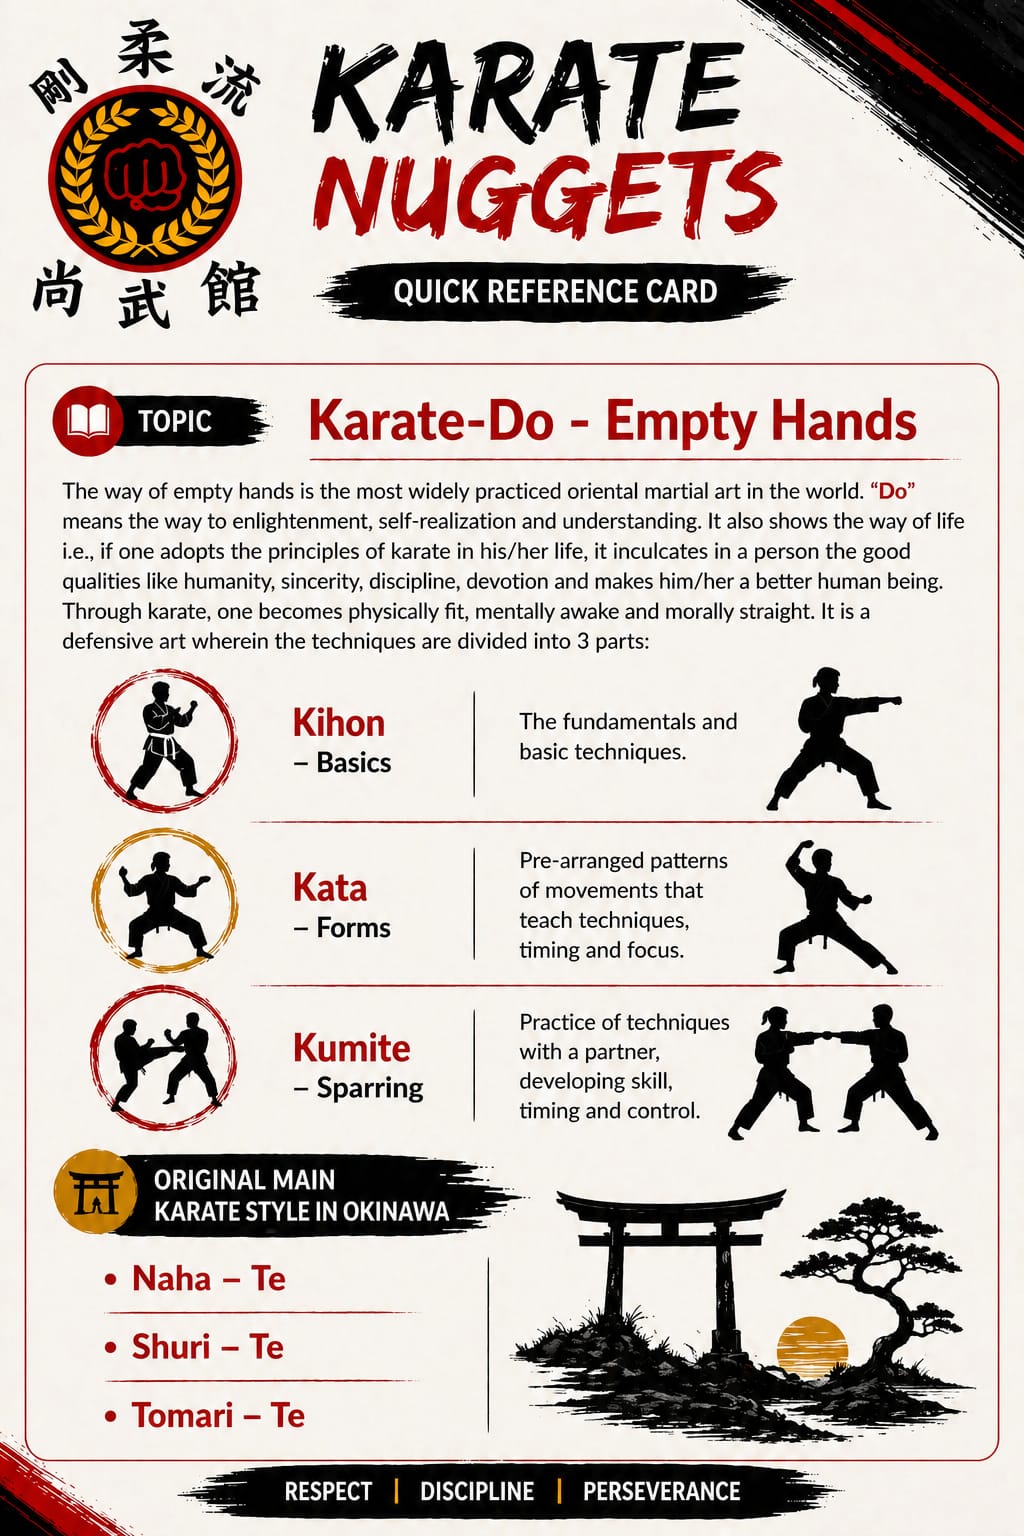 剛柔流
尚武館
KARATE
NUGGETS
QUICK REFERENCE CARD
TOPIC
Karate-Do - Empty Hands
The way of empty hands is the most widely practiced oriental martial art in the world. “Do”
means the way to enlightenment, self-realization and understanding. It also shows the way of life
i.e., if one adopts the principles of karate in his/her life, it inculcates in a person the good
qualities like humanity, sincerity, discipline, devotion and makes him/her a better human being.
Through karate, one becomes physically fit, mentally awake and morally straight. It is a
defensive art wherein the techniques are divided into 3 parts:
Kihon
– Basics
The fundamentals and
basic techniques.
Kata
– Forms
Pre-arranged patterns
of movements that
teach techniques,
timing and focus.
Kumite
– Sparring
Practice of techniques
with a partner,
developing skill,
timing and control.
ORIGINAL MAIN
KARATE STYLE IN OKINAWA
• Naha – Te
• Shuri – Te
• Tomari – Te
RESPECT | DISCIPLINE | PERSEVERANCE